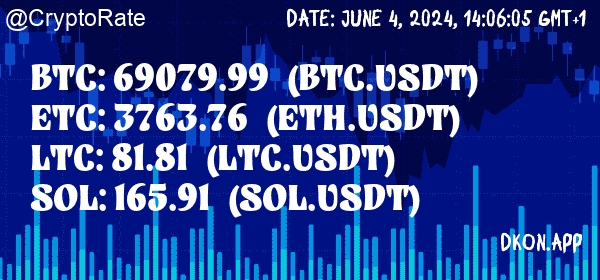 @CryptoRate
DATE: JUNE 4, 2024, 14:06:05 GMT+1
BTC: 69079.99 (BTC.USDT)
ETC: 3763.76 (ETH.USDT)
LTC: 81.81 (LTC.USDT)
SOL: 165.91 (SOL.USDT)
DKON.APP